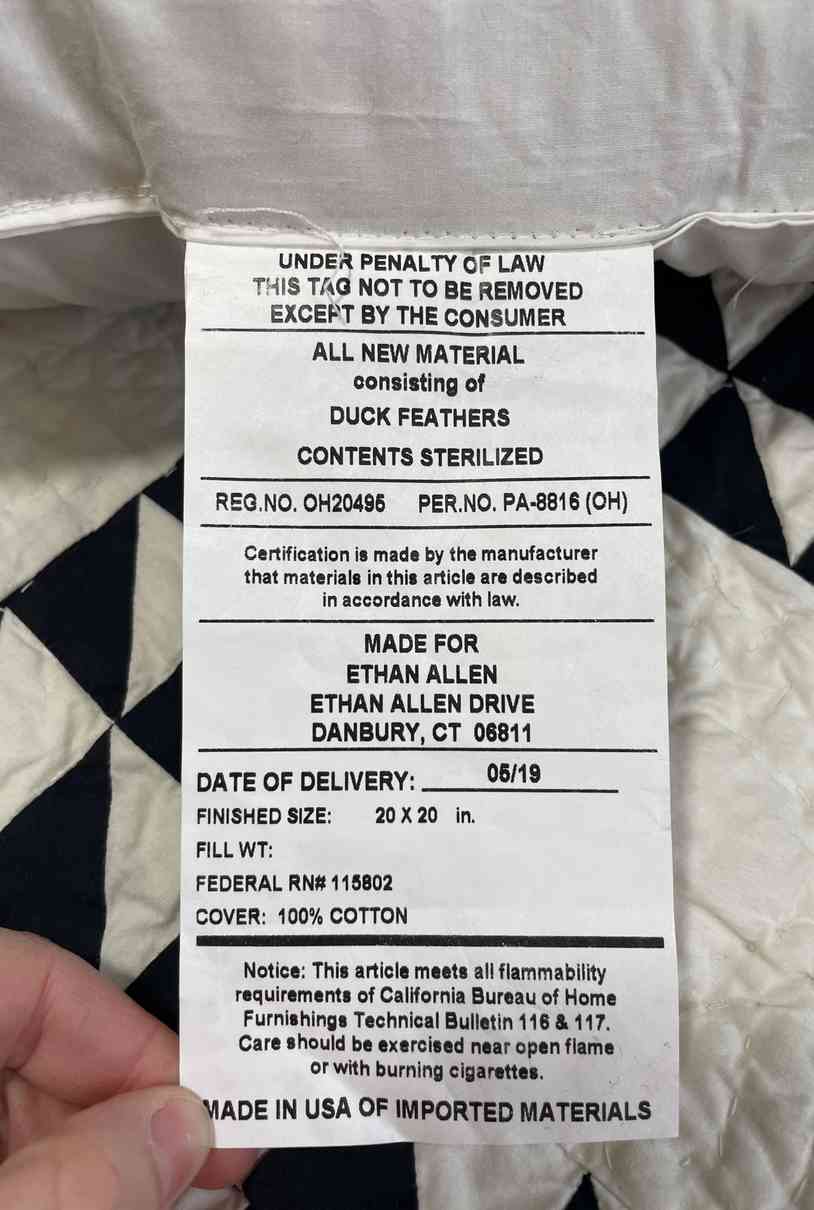 UNDER PENALTY OF LAW
THIS TAG NOT TO BE REMOVED
EXCEPT BY THE CONSUMER
ALL NEW MATERIAL
consisting of
DUCK FEATHERS
CONTENTS STERILIZED
REG.NO. OH20495 PER.NO. PA-8816 (OH)
Certification is made by the manufacturer
that materials in this article are described
in accordance with law.
MADE FOR
ETHAN ALLEN
ETHAN ALLEN DRIVE
DANBURY, CT 06811
DATE OF DELIVERY: 05/19
FINISHED SIZE: 20 X 20 in.
FILL WT:
FEDERAL RN# 115802
COVER: 100% COTTON
Notice: This article meets all flammability
requirements of California Bureau of Home
Furnishings Technical Bulletin 116 & 117.
Care should be exercised near open flame
or with burning cigarettes.
MADE IN USA OF IMPORTED MATERIALS